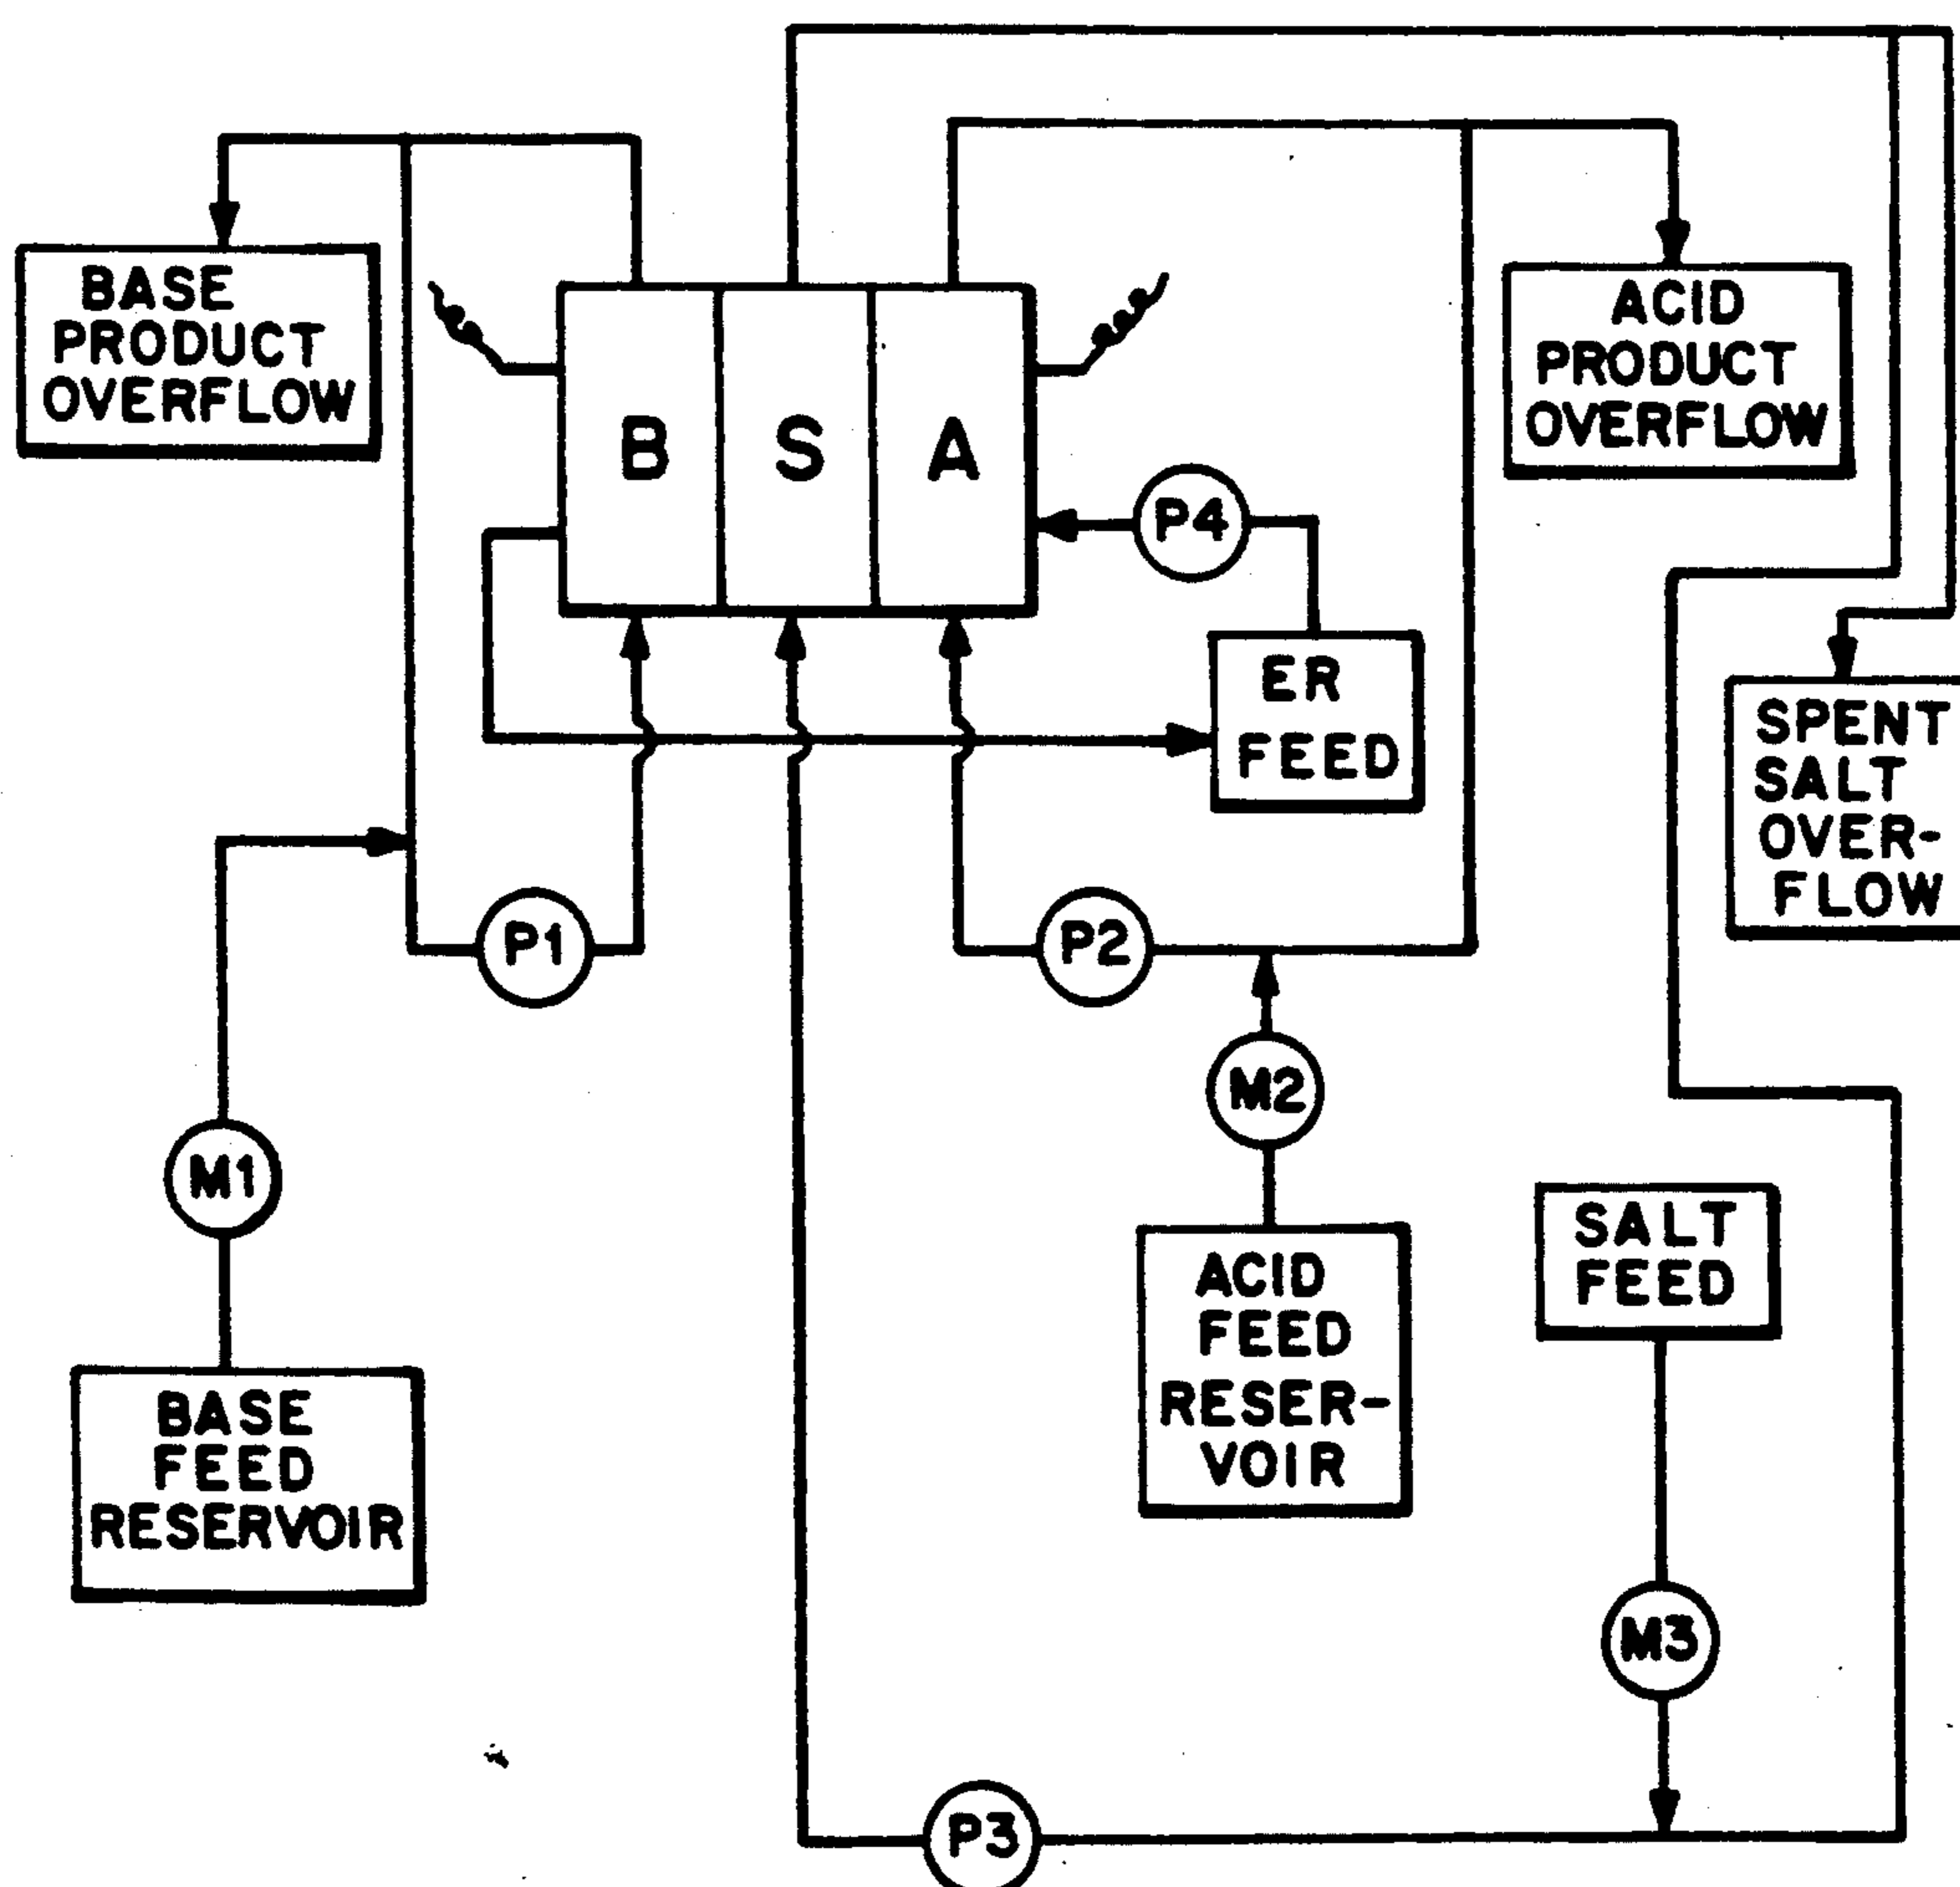 BASE
PRODUCT
OVERFLOW
B
S
A
ACID
PRODUCT
OVERFLOW
P4
ER
FEED
SPENT
SALT
OVER-
FLOW
P1
P2
M2
M1
SALT
FEED
ACID
FEED
RESER-
VOIR
BASE
FEED
RESERVOIR
M3
P3